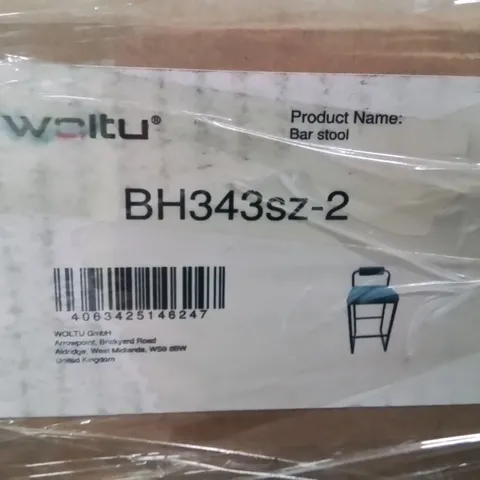 woltu®
Product Name:
Bar stool
BH343sz-2
4063425146247
WOLTU GmbH
Arrowpoint, Brickyard Road
Aldridge, West Midlands, WS9 8BW
United Kingdom